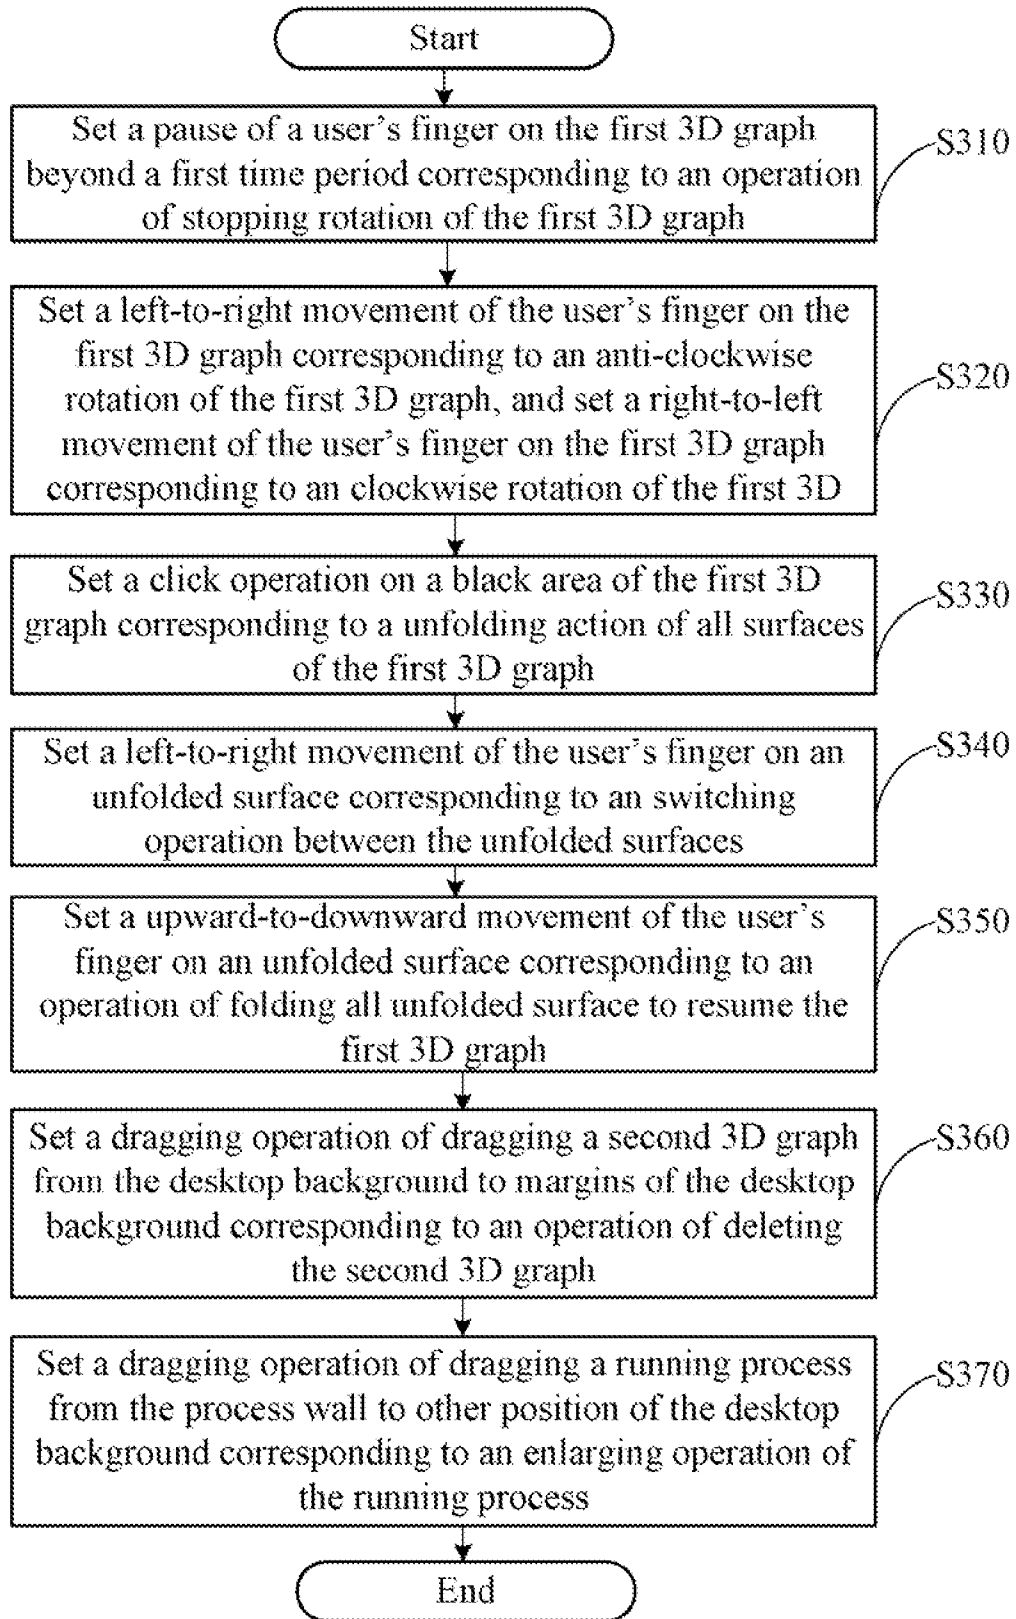 Start
Set a pause of a user's finger on the first 3D graph
beyond a first time period corresponding to an operation
of stopping rotation of the first 3D graph
S310
Set a left-to-right movement of the user's finger on the
first 3D graph corresponding to an anti-clockwise
rotation of the first 3D graph, and set a right-to-left
movement of the user's finger on the first 3D graph
corresponding to an clockwise rotation of the first 3D
S320
Set a click operation on a black area of the first 3D
graph corresponding to a unfolding action of all surfaces
of the first 3D graph
S330
Set a left-to-right movement of the user's finger on an
unfolded surface corresponding to an switching
operation between the unfolded surfaces
S340
Set a upward-to-downward movement of the user's
finger on an unfolded surface corresponding to an
operation of folding all unfolded surface to resume the
first 3D graph
S350
Set a dragging operation of dragging a second 3D graph
from the desktop background to margins of the desktop
background corresponding to an operation of deleting
the second 3D graph
S360
Set a dragging operation of dragging a running process
from the process wall to other position of the desktop
background corresponding to an enlarging operation of
the running process
S370
End